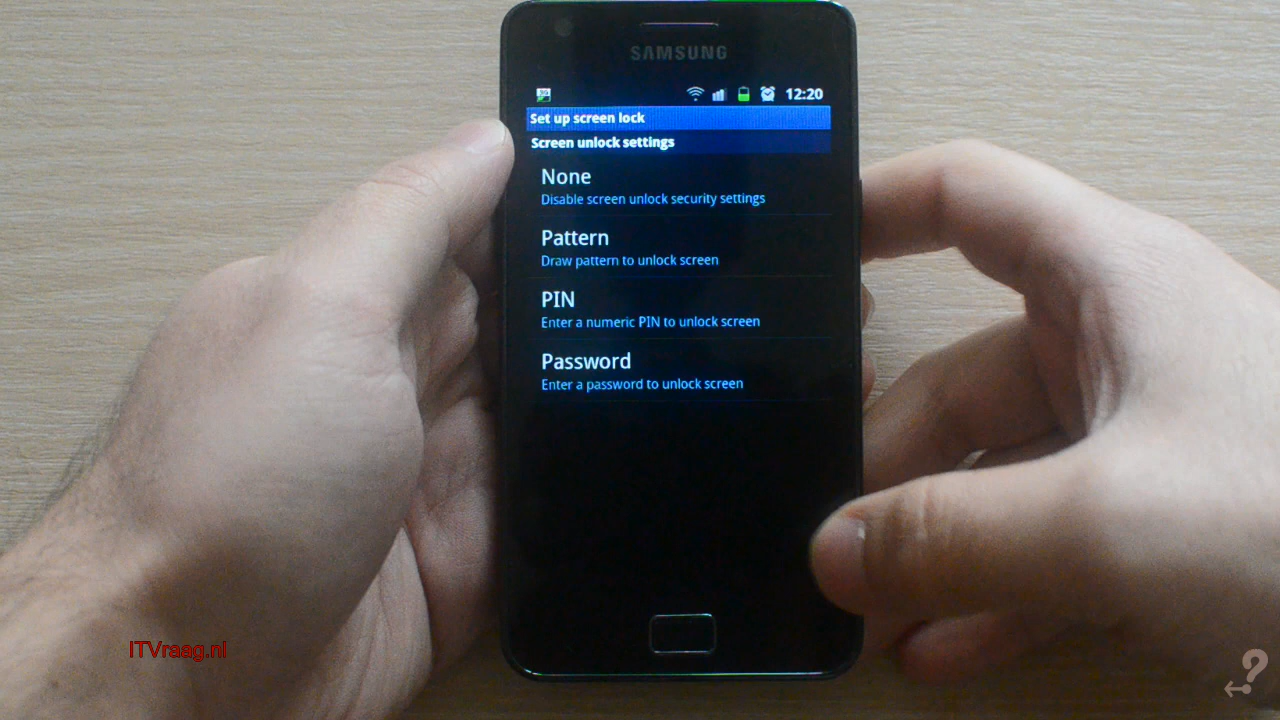 SAMSUNG
12:20
Set up screen lock
Screen unlock settings
None
Disable screen unlock security settings
Pattern
Draw pattern to unlock screen
PIN
Enter a numeric PIN to unlock screen
Password
Enter a password to unlock screen
ITVraag.nl